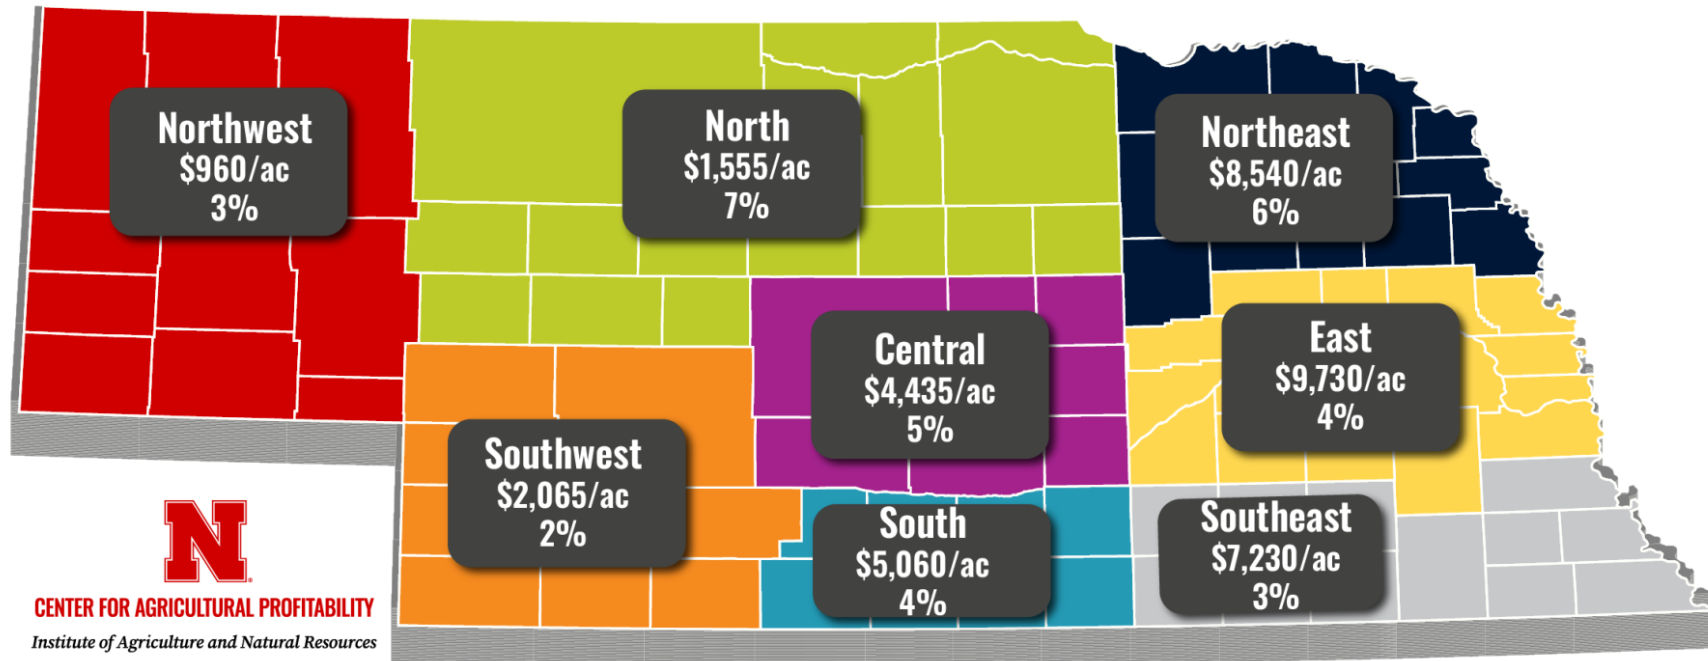 Northwest
$960/ac
3%
North
$1,555/ac
7%
Northeast
$8,540/ac
6%
Central
$4,435/ac
5%
East
$9,730/ac
4%
Southwest
$2,065/ac
2%
South
$5,060/ac
4%
Southeast
$7,230/ac
3%
N
CENTER FOR AGRICULTURAL PROFITABILITY
Institute of Agriculture and Natural Resources